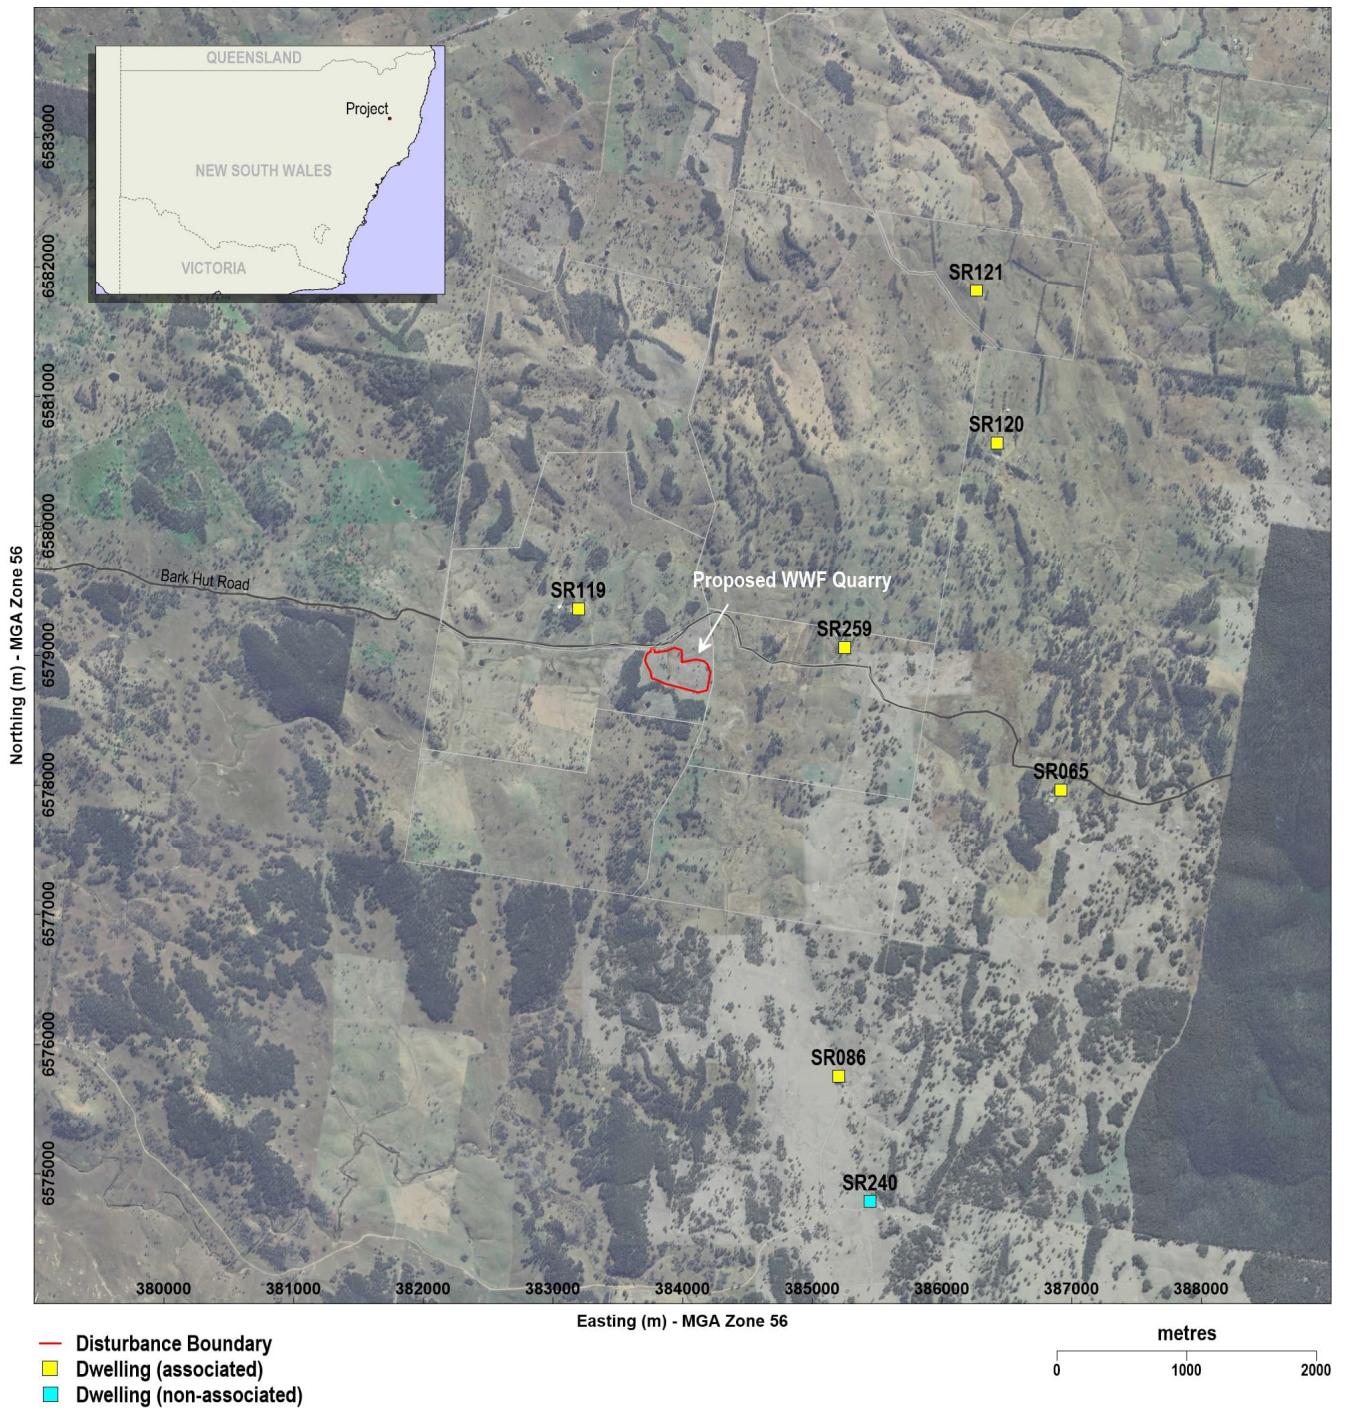 QUEENSLAND
Project
NEW SOUTH WALES
VICTORIA
6583000
6582000
6581000
6580000
6579000
6578000
6577000
6576000
6575000
Northing (m) - MGA Zone 56
SR121
SR120
Bark Hut Road
SR119
Proposed WWF Quarry
SR259
SR065
SR086
SR240
380000 381000 382000 383000 384000 385000 386000 387000 388000
Easting (m) - MGA Zone 56
Disturbance Boundary
Dwelling (associated)
Dwelling (non-associated)
metres
0 1000 2000